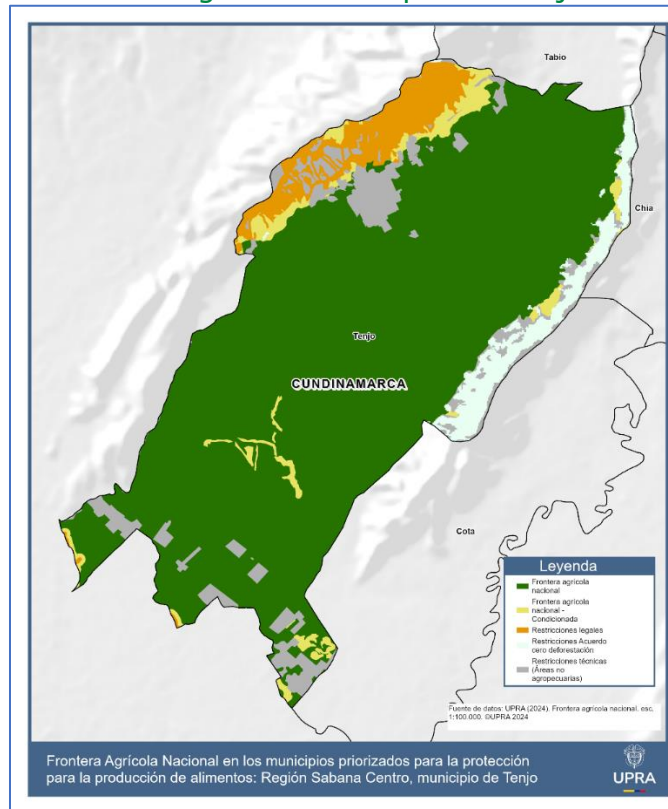 Tabio
Chia
Tenjo
CUNDINAMARCA
Cota
Leyenda
Frontera agrícola
nacional
Frontera agrícola
nacional -
Condicionada
Restricciones legales
Restricciones Acuerdo
cero deforestación
Restricciones técnicas
(Áreas no
agropecuarias)
Fuente de datos: UPRA (2024). Frontera agrícola nacional. esc.
1:100.000. ©UPRA 2024
Frontera Agrícola Nacional en los municipios priorizados para la protección
para la producción de alimentos: Región Sabana Centro, municipio de Tenjo
UPRA